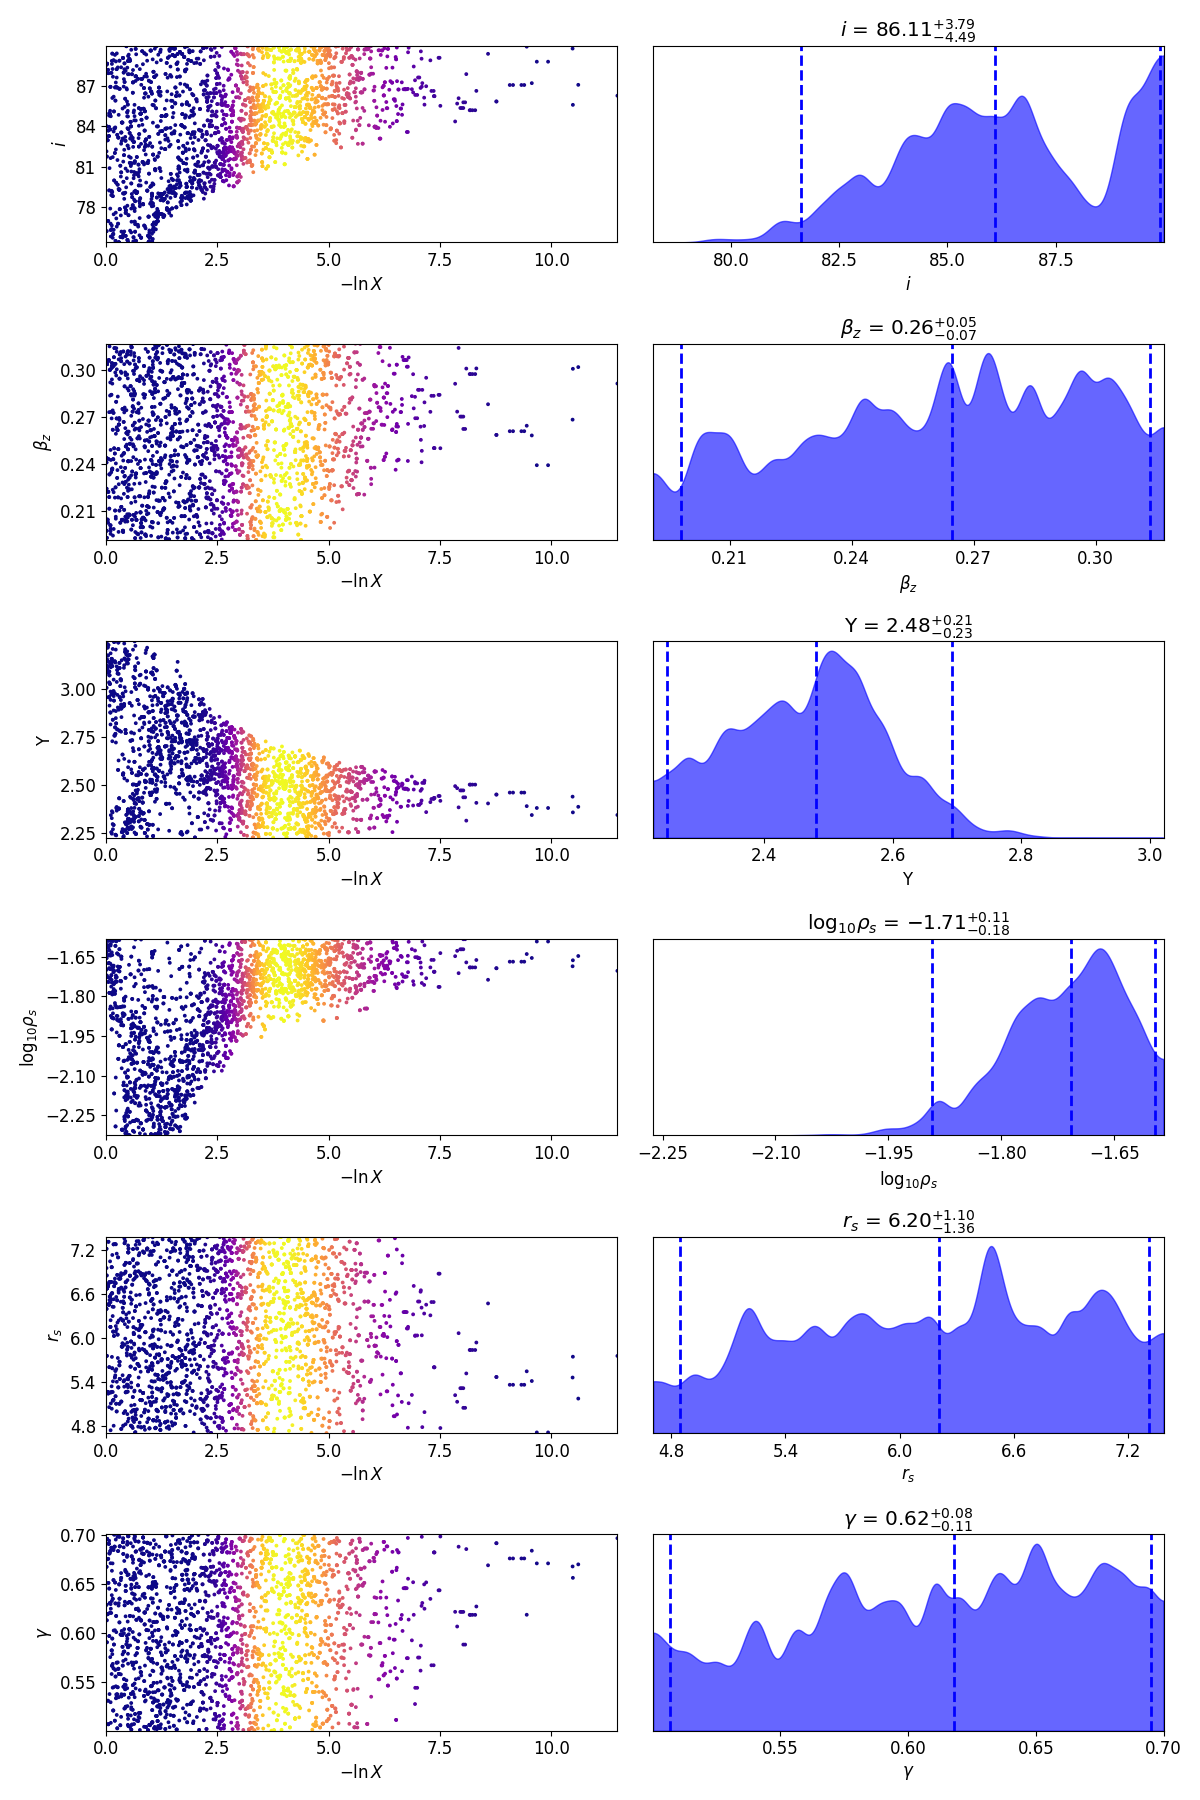 i = 86.11+3.79 −4.49
87
84
81
78
i
0.0 2.5 5.0 7.5 10.0
−ln X
80.0 82.5 85.0 87.5
i
βz = 0.26+0.05 −0.07
0.30
0.27
0.24
0.21
βz
0.0 2.5 5.0 7.5 10.0
−ln X
0.21 0.24 0.27 0.30
βz
Y = 2.48+0.21 −0.23
3.00
2.75
2.50
2.25
Y
0.0 2.5 5.0 7.5 10.0
−ln X
2.4 2.6 2.8 3.0
Y
log10ρs = −1.71+0.11 −0.18
−1.65
−1.80
−1.95
−2.10
−2.25
log10ρs
0.0 2.5 5.0 7.5 10.0
−ln X
−2.25 −2.10 −1.95 −1.80 −1.65
log10ρs
rs = 6.20+1.10 −1.36
7.2
6.6
6.0
5.4
4.8
rs
0.0 2.5 5.0 7.5 10.0
−ln X
4.8 5.4 6.0 6.6 7.2
rs
γ = 0.62+0.08 −0.11
0.70
0.65
0.60
0.55
γ
0.0 2.5 5.0 7.5 10.0
−ln X
0.55 0.60 0.65 0.70
γ